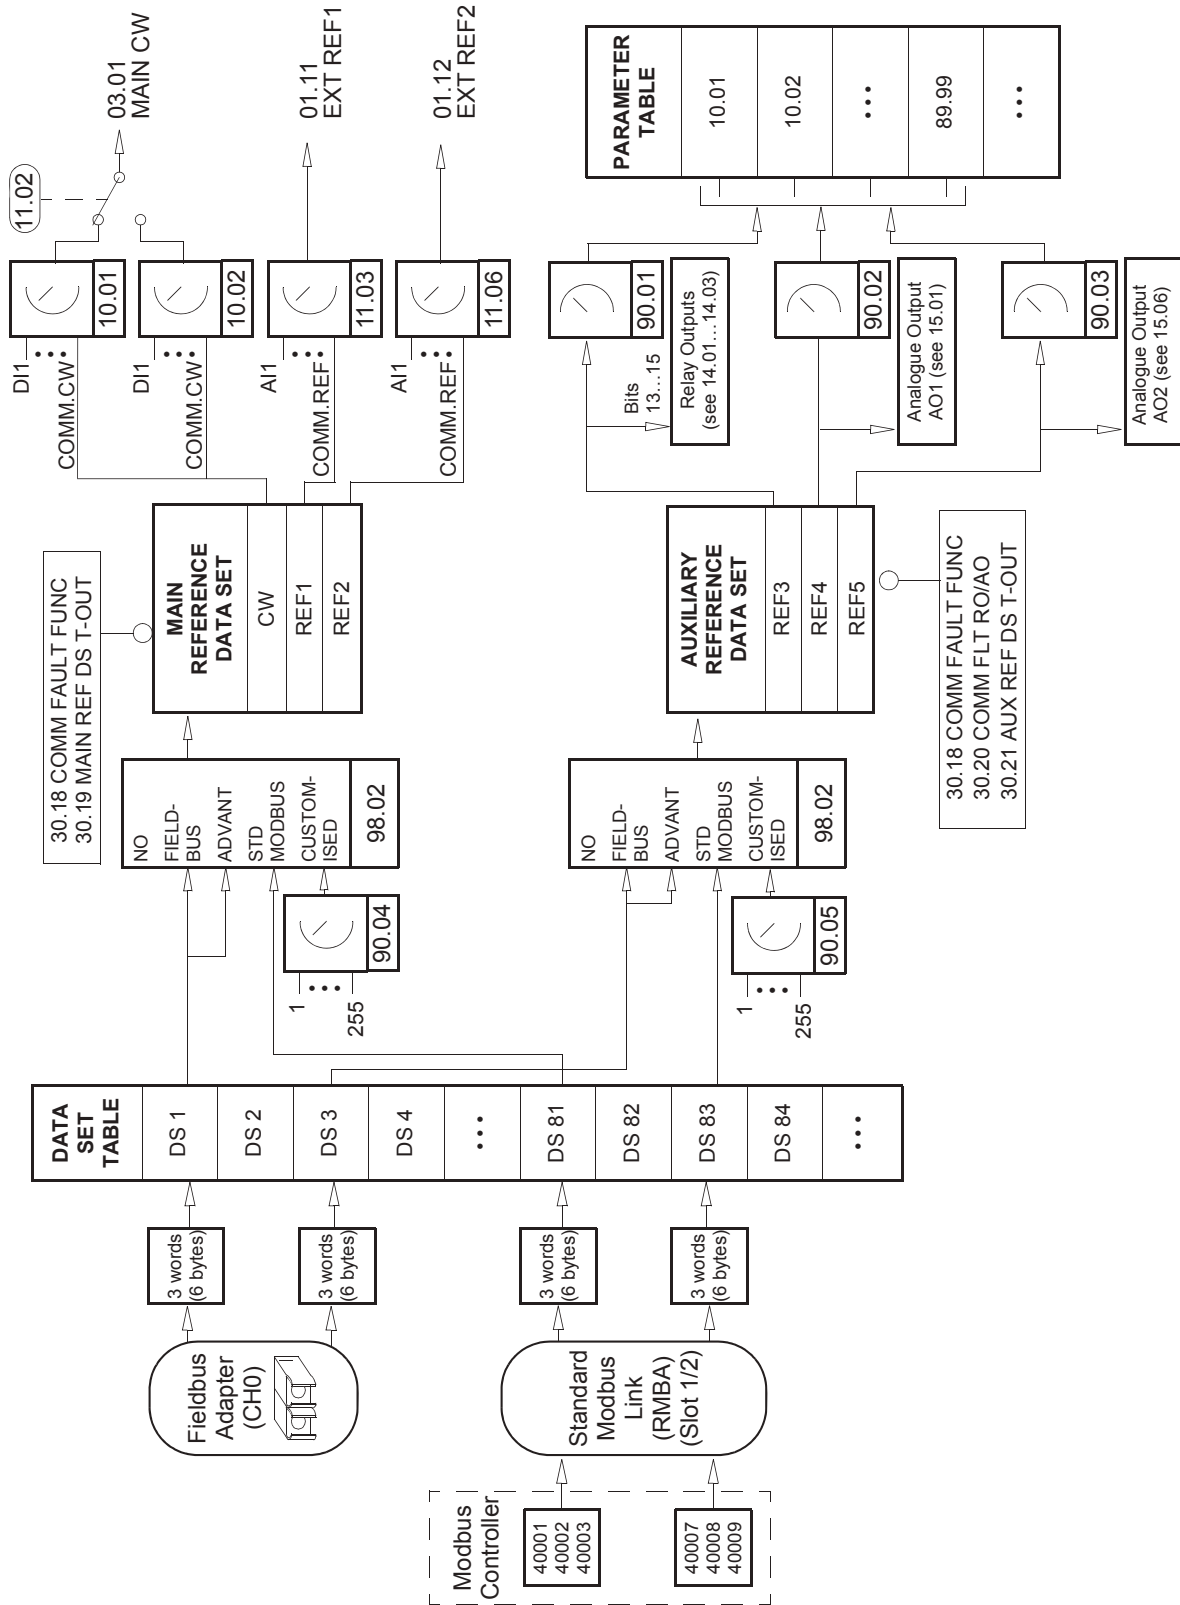 Modbus
Controller
40001
40002
40003
40007
40008
40009
Fieldbus
Adapter
(CH0)
Standard
Modbus
Link
(RMBA)
(Slot 1/2)
3 words
(6 bytes)
3 words
(6 bytes)
3 words
(6 bytes)
3 words
(6 bytes)
DATA
SET
TABLE
DS 1
DS 2
DS 3
DS 4
•••
DS 81
DS 82
DS 83
DS 84
•••
1
•••
255
90.04
1
•••
255
90.05
NO
FIELD-
BUS
ADVANT
STD
MODBUS
CUSTOM-
ISED
98.02
NO
FIELD-
BUS
ADVANT
STD
MODBUS
CUSTOM-
ISED
98.02
30.18 COMM FAULT FUNC
30.19 MAIN REF DS T-OUT
MAIN
REFERENCE
DATA SET
CW
REF1
REF2
AUXILIARY
REFERENCE
DATA SET
REF3
REF4
REF5
30.18 COMM FAULT FUNC
30.20 COMM FLT RO/AO
30.21 AUX REF DS T-OUT
DI1
•••
COMM.CW
10.01
DI1
•••
COMM.CW
10.02
AI1
•••
COMM.REF
11.03
AI1
•••
COMM.REF
11.06
11.02
03.01
MAIN CW
01.11
EXT REF1
01.12
EXT REF2
Bits
13...15
Relay Outputs
(see 14.01...14.03)
90.01
Analogue Output
AO1 (see 15.01)
90.02
Analogue Output
AO2 (see 15.06)
90.03
PARAMETER
TABLE
10.01
10.02
•••
89.99
•••